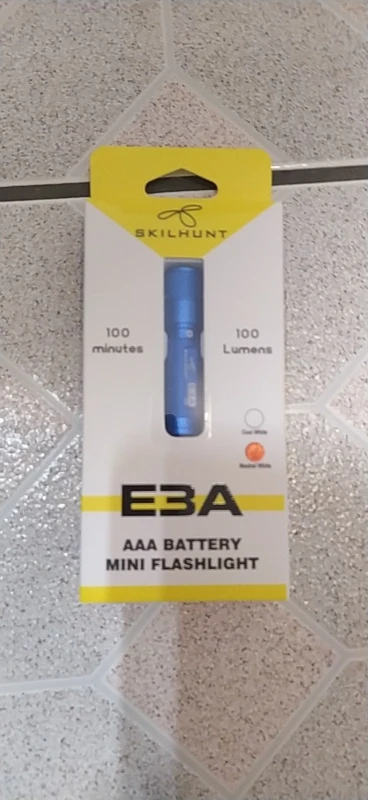 SKILHUNT
100
minutes
100
Lumens
Cool White
Neutral White
E3A
AAA BATTERY
MINI FLASHLIGHT